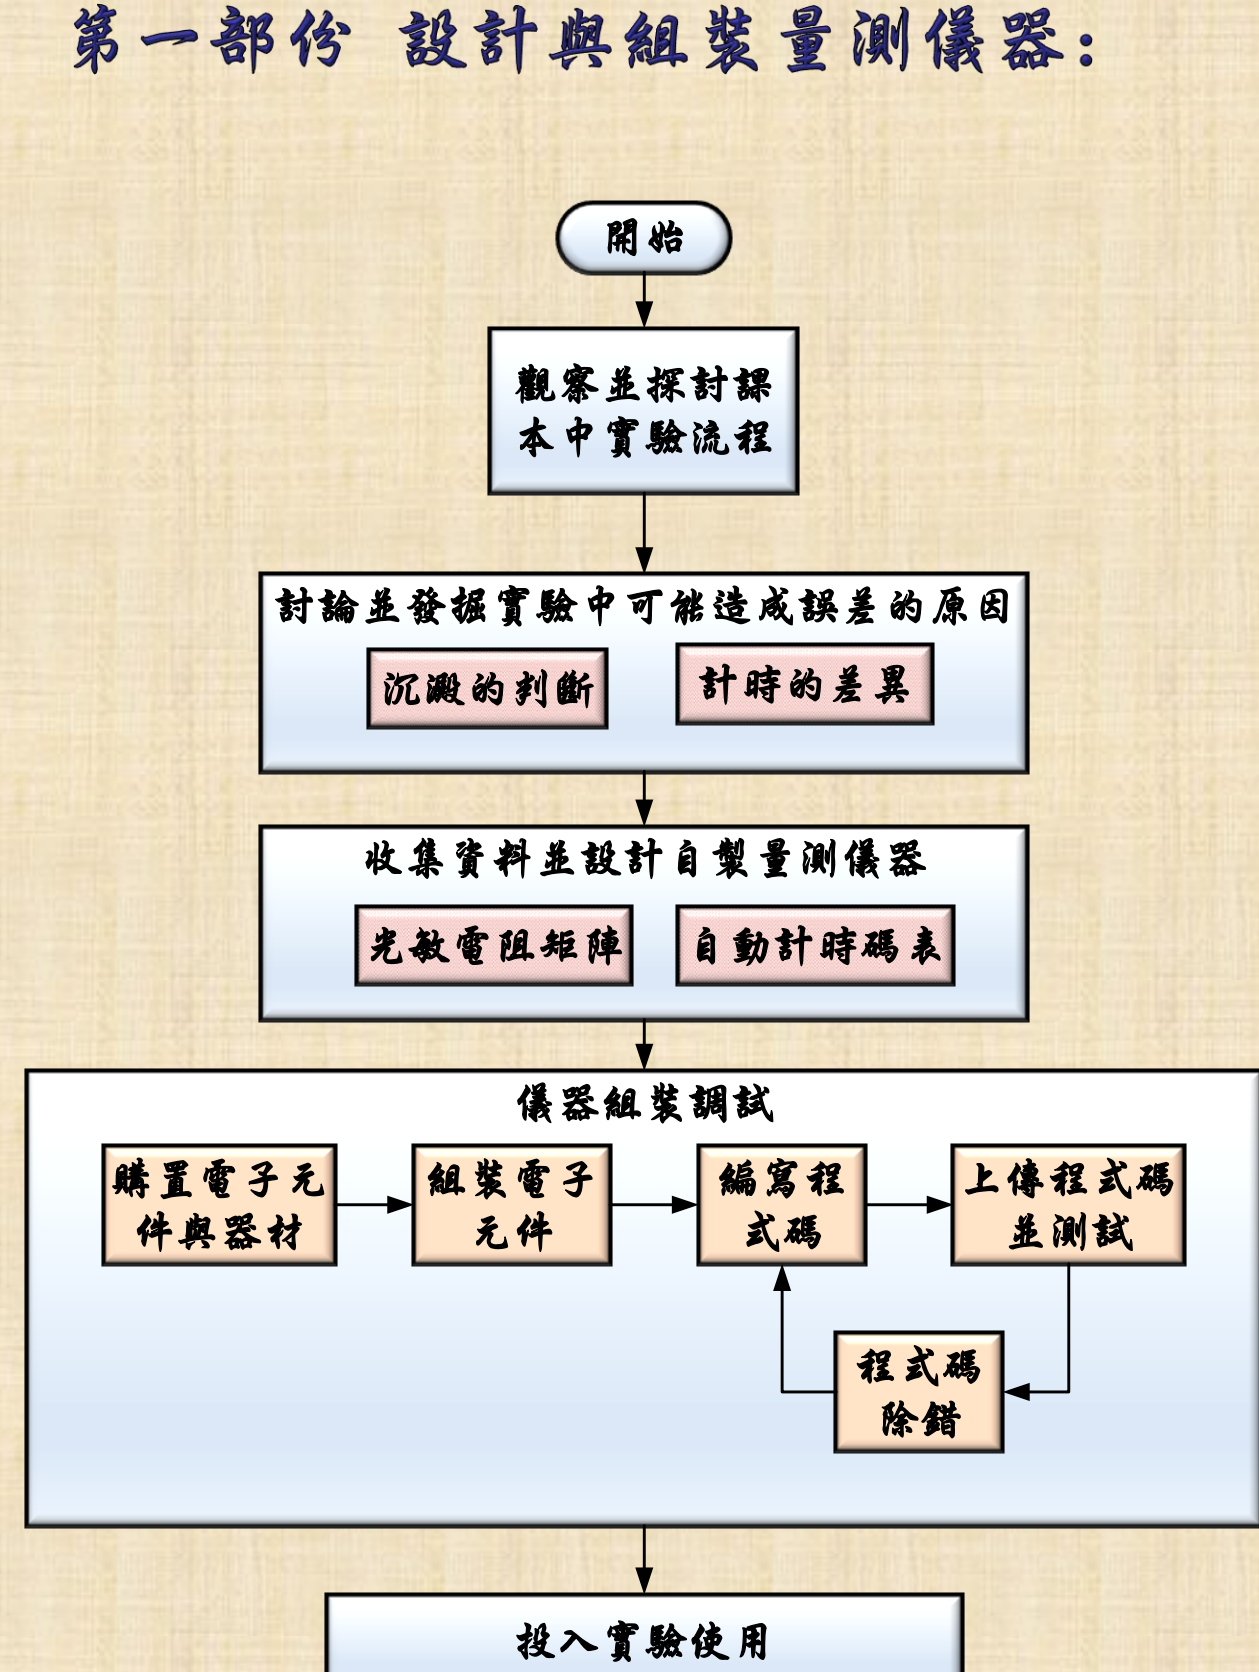 第一部份 設計與組裝量測儀器：
開始
觀察並探討課
本中實驗流程
討論並發掘實驗中可能造成誤差的原因
沉澱的判斷
計時的差異
收集資料並設計自製量測儀器
光敏電阻矩陣
自動計時碼表
儀器組裝調試
購置電子元
件與器材
組裝電子
元件
編寫程
式碼
上傳程式碼
並測試
程式碼
除錯
投入實驗使用